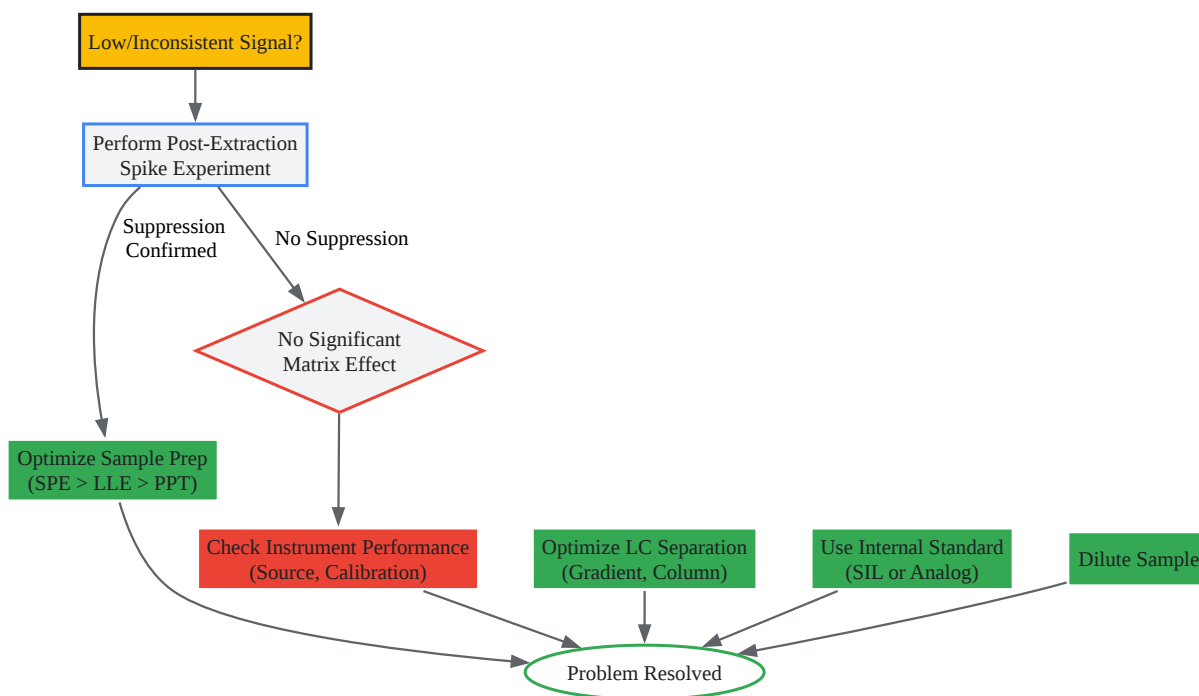 Low/Inconsistent Signal?
Perform Post-Extraction
Spike Experiment
Suppression
Confirmed
No Suppression
No Significant
Matrix Effect
Optimize Sample Prep
(SPE > LLE > PPT)
Check Instrument Performance
(Source, Calibration)
Optimize LC Separation
(Gradient, Column)
Use Internal Standard
(SIL or Analog)
Dilute Sample
Problem Resolved